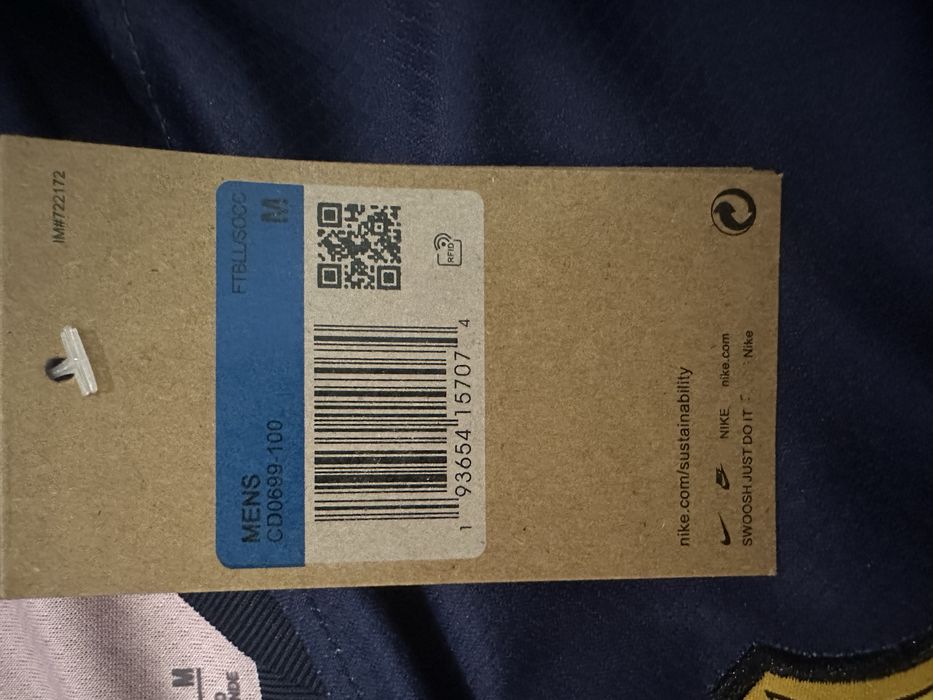 IM#722172
FTBLL/SOCC
M
MENS
CD0699-100
RFID
1 93654 15707 4
nike.com/sustainability
NIKE nike.com
SWOOSH JUST DO IT Nike
M